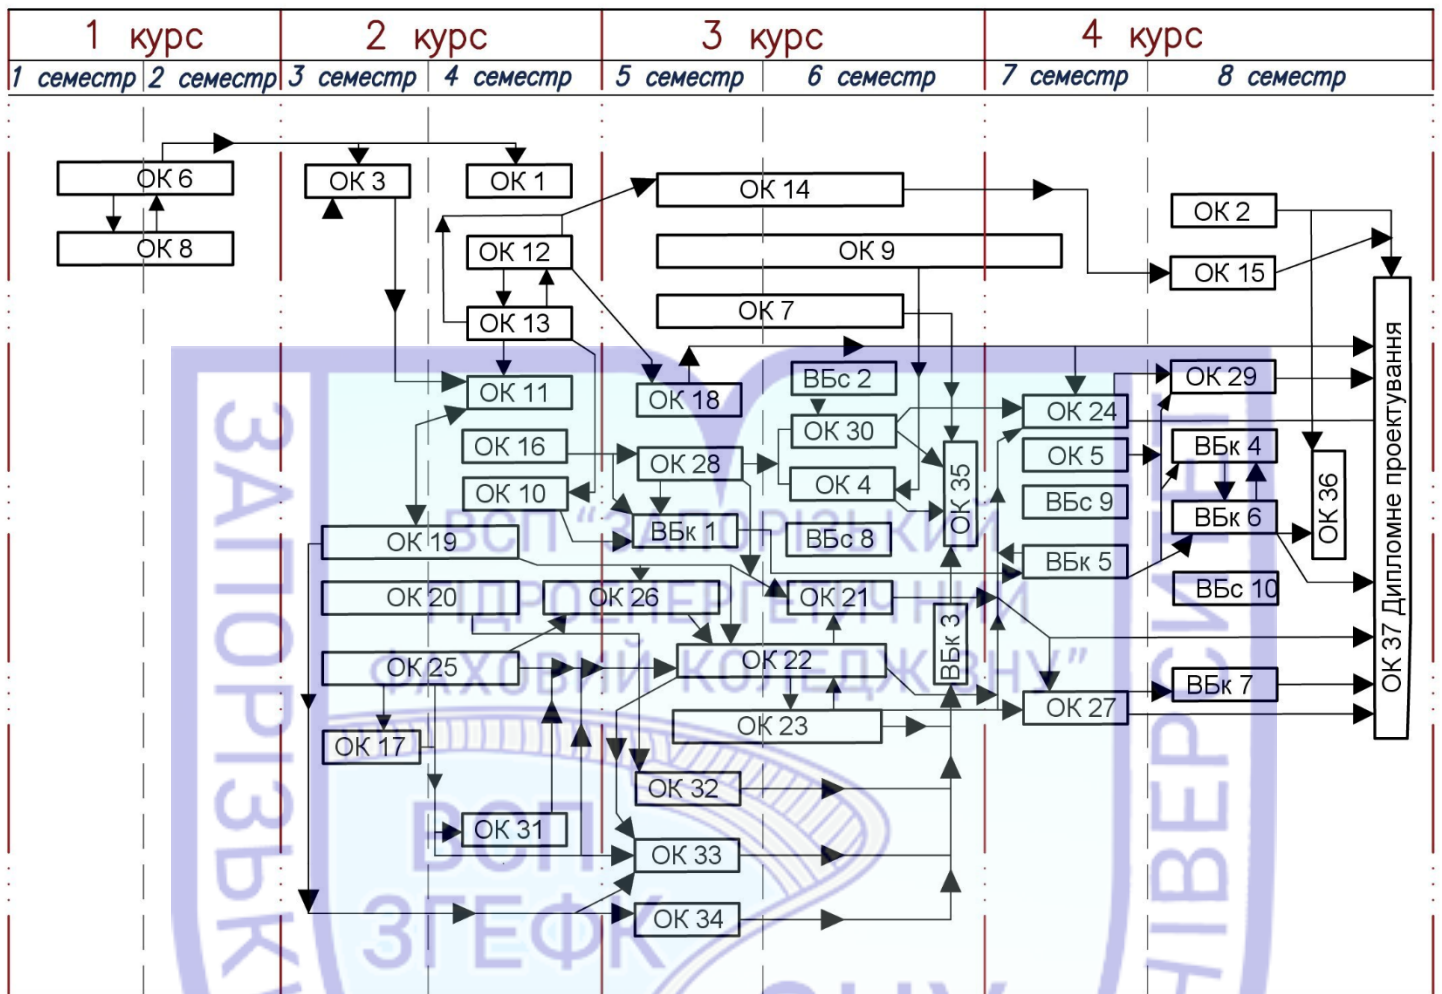 1 курс 2 курс 3 курс 4 курс
1 семестр 2 семестр 3 семестр 4 семестр 5 семестр 6 семестр 7 семестр 8 семестр
ОК 6
ОК 8
ОК 3
ОК 1
ОК 12
ОК 13
ОК 11
ОК 16
ОК 10
ОК 19
ОК 20
ОК 25
ОК 17
ОК 31
ОК 14
ОК 9
ОК 7
ОК 18
ОК 28
ВБк 1
ОК 26
ОК 22
ОК 23
ОК 32
ОК 33
ОК 34
ВБс 2
ОК 30
ОК 4
ВБс 8
ОК 21
ОК 35
ВБк 3
ОК 24
ОК 5
ВБс 9
ВБк 5
ОК 27
ОК 2
ОК 15
ОК 29
ВБк 4
ВБк 6
ВБс 10
ВБк 7
ОК 36
ОК 37 Дипломне проектування
ВСП "ЗАПОРІЗЬКИЙ
ГІДРОЕНЕРГЕТИЧНИЙ
ФАХОВИЙ КОЛЕДЖ ЗНУ"
ВСП
ЗГЕФК